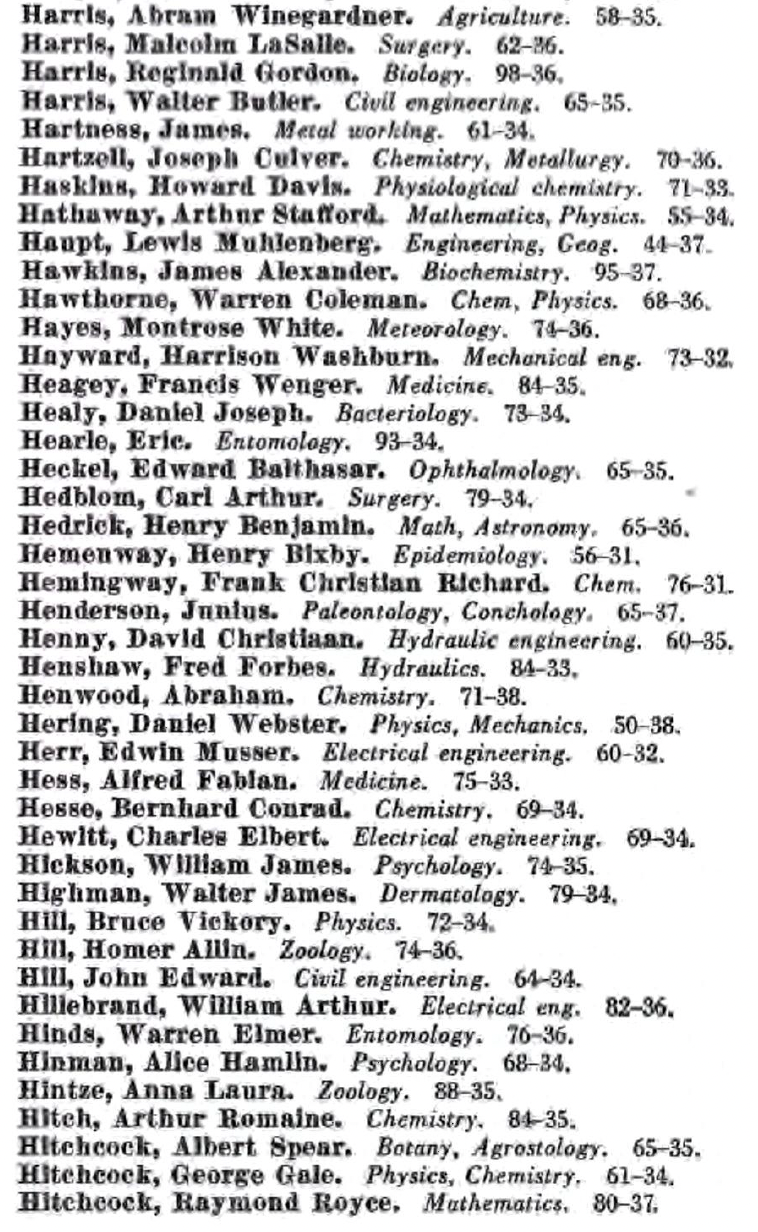 Harris, Abram Winegardner. Agriculture. 58–35.
Harris, Malcolm LaSalle. Surgery. 62–36.
Harris, Reginald Gordon. Biology. 98–36.
Harris, Walter Butler. Civil engineering. 65–35.
Hartness, James. Metal working. 61–34.
Hartzell, Joseph Culver. Chemistry, Metallurgy. 70–36.
Haskins, Howard Davis. Physiological chemistry. 71–33.
Hathaway, Arthur Stafford. Mathematics, Physics. 55–34.
Haupt, Lewis Muhlenberg. Engineering, Geog. 44–37.
Hawkins, James Alexander. Biochemistry. 95–37.
Hawthorne, Warren Coleman. Chem, Physics. 68–36.
Hayes, Montrose White. Meteorology. 74–36.
Hayward, Harrison Washburn. Mechanical eng. 73–32.
Heagey, Francis Wenger. Medicine. 84–35.
Healy, Daniel Joseph. Bacteriology. 73–34.
Hearle, Eric. Entomology. 93–34.
Heckel, Edward Balthasar. Ophthalmology. 65–35.
Hedblom, Carl Arthur. Surgery. 79–34.
Hedrick, Henry Benjamin. Math, Astronomy. 65–36.
Hemenway, Henry Bixby. Epidemiology. 56–31.
Hemingway, Frank Christian Richard. Chem. 76–31.
Henderson, Junius. Paleontology, Conchology. 65–37.
Henny, David Christiaan. Hydraulic engineering. 60–35.
Henshaw, Fred Forbes. Hydraulics. 84–33.
Henwood, Abraham. Chemistry. 71–38.
Hering, Daniel Webster. Physics, Mechanics. 50–38.
Herr, Edwin Musser. Electrical engineering. 60–32.
Hess, Alfred Fabian. Medicine. 75–33.
Hesse, Bernhard Conrad. Chemistry. 69–34.
Hewitt, Charles Elbert. Electrical engineering. 69–34.
Hickson, William James. Psychology. 74–35.
Highman, Walter James. Dermatology. 79–34.
Hill, Bruce Vickory. Physics. 72–34.
Hill, Homer Allin. Zoology. 74–36.
Hill, John Edward. Civil engineering. 64–34.
Hillebrand, William Arthur. Electrical eng. 82–36.
Hinds, Warren Elmer. Entomology. 76–36.
Hinman, Alice Hamlin. Psychology. 68–34.
Hintze, Anna Laura. Zoology. 88–35.
Hitch, Arthur Romaine. Chemistry. 84–35.
Hitchcock, Albert Spear. Botany, Agrostology. 65–35.
Hitchcock, George Gale. Physics, Chemistry. 61–34.
Hitchcock, Raymond Royce. Mathematics. 80–37.